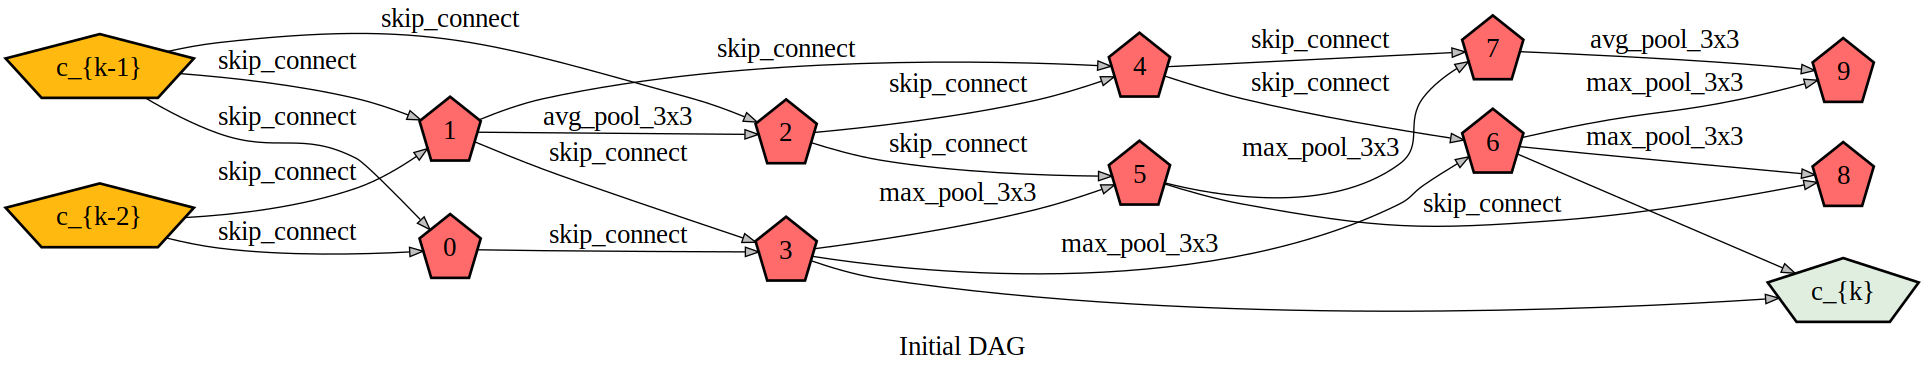 skip_connect
c_{k-1}
skip_connect
skip_connect
skip_connect
c_{k-2}
skip_connect
1
0
skip_connect
avg_pool_3x3
skip_connect
skip_connect
2
3
skip_connect
skip_connect
max_pool_3x3
max_pool_3x3
4
5
skip_connect
skip_connect
max_pool_3x3
skip_connect
7
6
avg_pool_3x3
max_pool_3x3
max_pool_3x3
9
8
c_{k}
Initial DAG